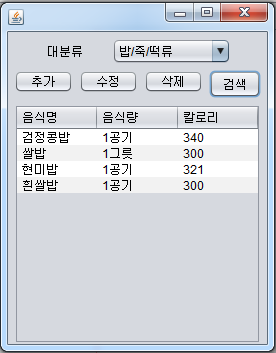 대분류 밥/죽/떡류
추가 수정 삭제 검색
음식명 음식량 칼로리
검정콩밥 1공기 340
쌀밥 1그릇 300
현미밥 1공기 321
흰쌀밥 1공기 300